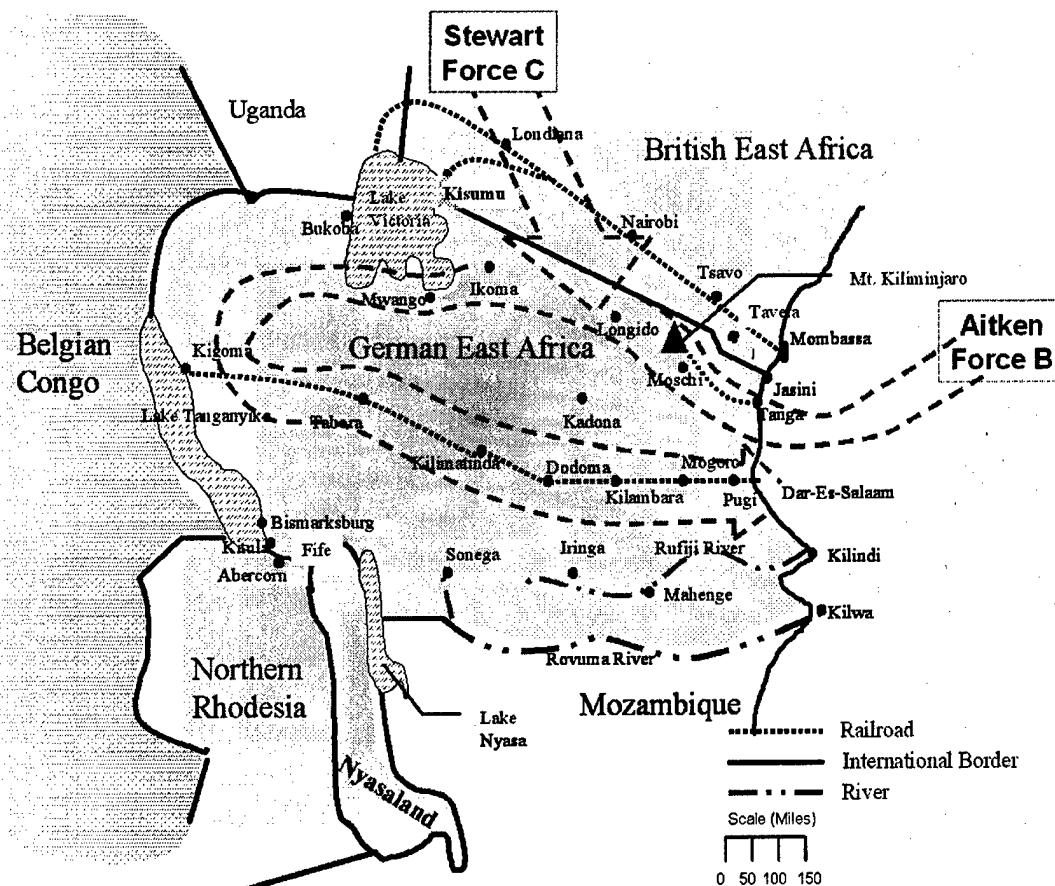 Stewart
Force C
Uganda
Londiana
British East Africa
Kisumu
Lake
Victoria
Bukoba
Nairobi
Tsavo
Mt. Kiliminjaro
Ikoma
Mwango
Taveta
Longido
Mombassa
Aitken
Force B
Belgian
Congo
Kigoma
German East Africa
Moschi
Jasini
Tanga
Lake Tanganyika
Tabara
Kadona
Kilamatinda
Dodoma
Mogoro
Kilambara
Pugi
Dar-Es-Salaam
Bismarksburg
Kitula
Fife
Abercorn
Sonega
Iringa
Rufiji River
Kilindi
Mahenge
Kilwa
Rovuma River
Northern
Rhodesia
Mozambique
Lake
Nyasa
Nyasaland
Railroad
International Border
River
Scale (Miles)
0 50 100 150